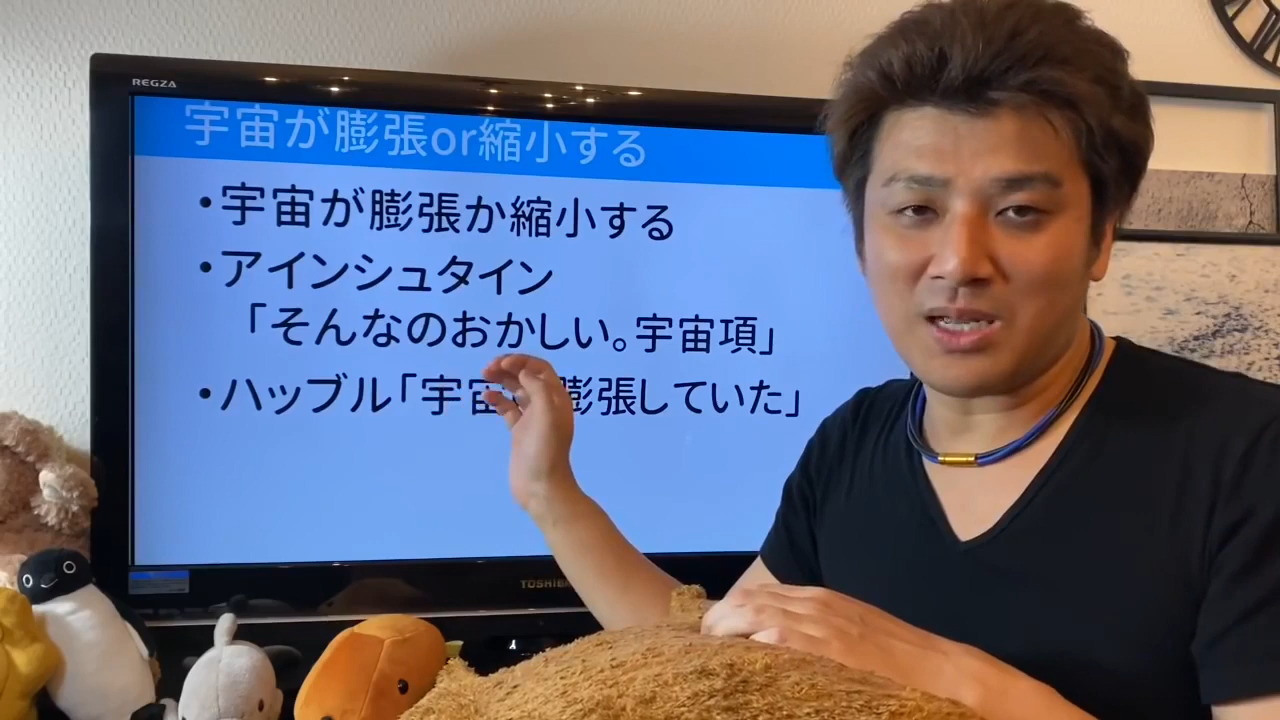 REGZA
宇宙が膨張or縮小する
・宇宙が膨張か縮小する
・アインシュタイン
「そんなのおかしい。宇宙項」
・ハッブル「宇宙 膨張していた」
TOSHIBA